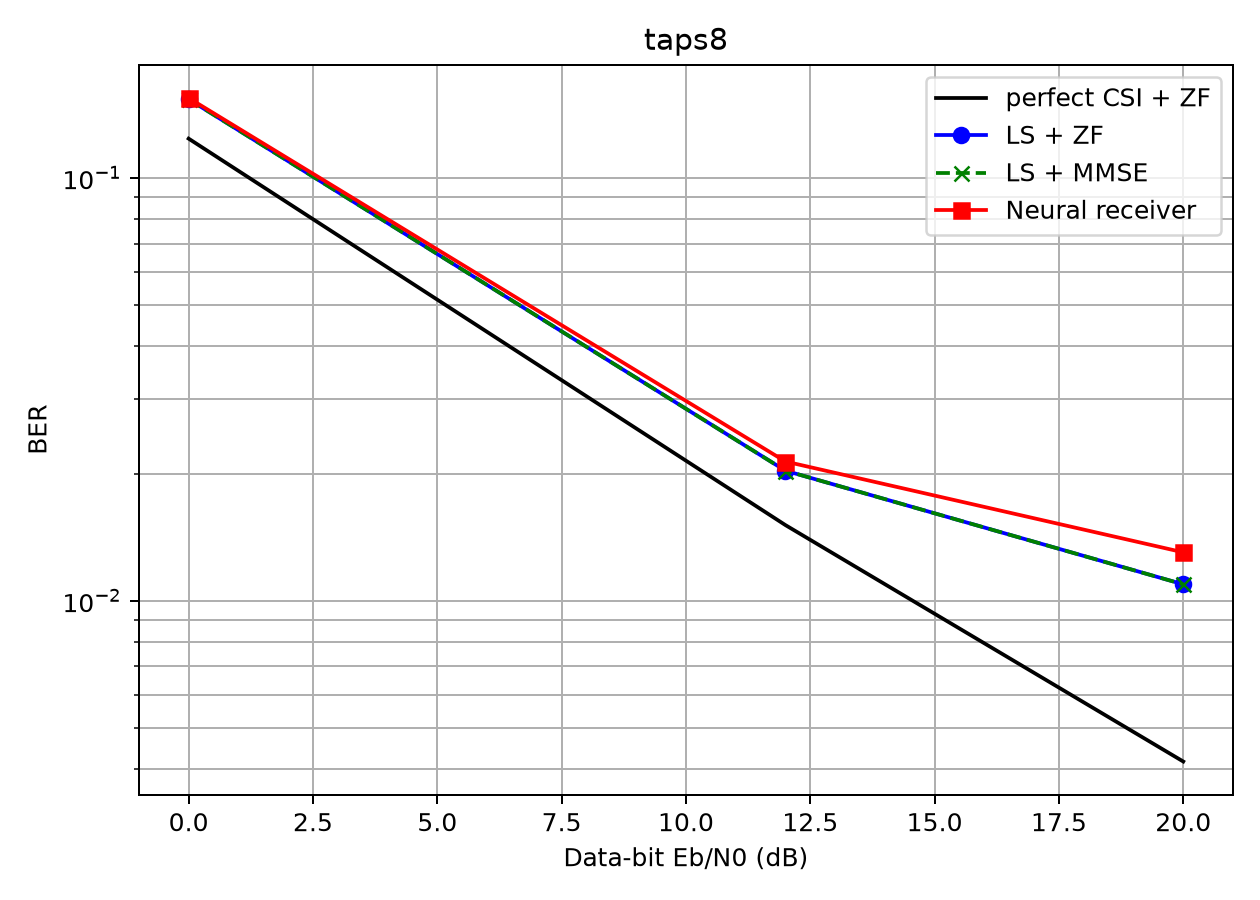 taps8
perfect CSI + ZF
LS + ZF
LS + MMSE
Neural receiver
10⁻¹
10⁻²
BER
0.0 2.5 5.0 7.5 10.0 12.5 15.0 17.5 20.0
Data-bit Eb/N0 (dB)